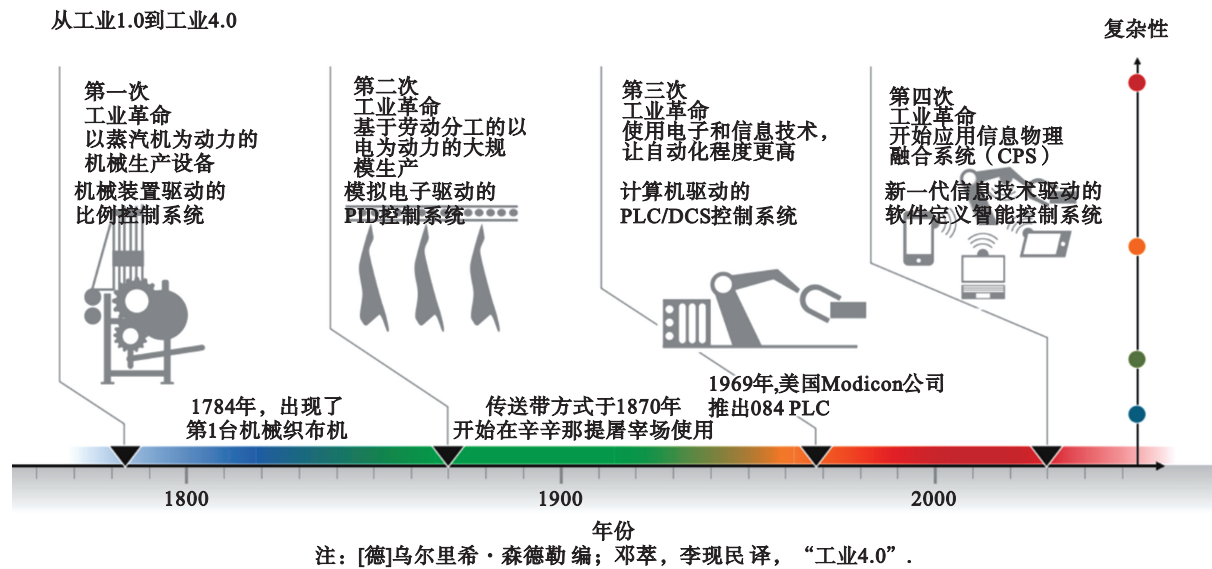 从工业1.0到工业4.0
复杂性
第一次
工业革命
以蒸汽机为动力的
机械生产设备
机械装置驱动的
比例控制系统
第二次
工业革命
基于劳动分工的以
电为动力的大规
模生产
模拟电子驱动的
PID控制系统
第三次
工业革命
使用电子和信息技术，
让自动化程度更高
计算机驱动的
PLC/DCS控制系统
第四次
工业革命
开始应用信息物理
融合系统（CPS）
新一代信息技术驱动的
软件定义智能控制系统
1784年，出现了
第1台机械织布机
传送带方式于1870年
开始在辛辛那提屠宰场使用
1969年,美国Modicon公司
推出084 PLC
1800
1900
2000
年份
注：[德]乌尔里希·森德勒 编；邓萃，李现民 译，“工业4.0”.